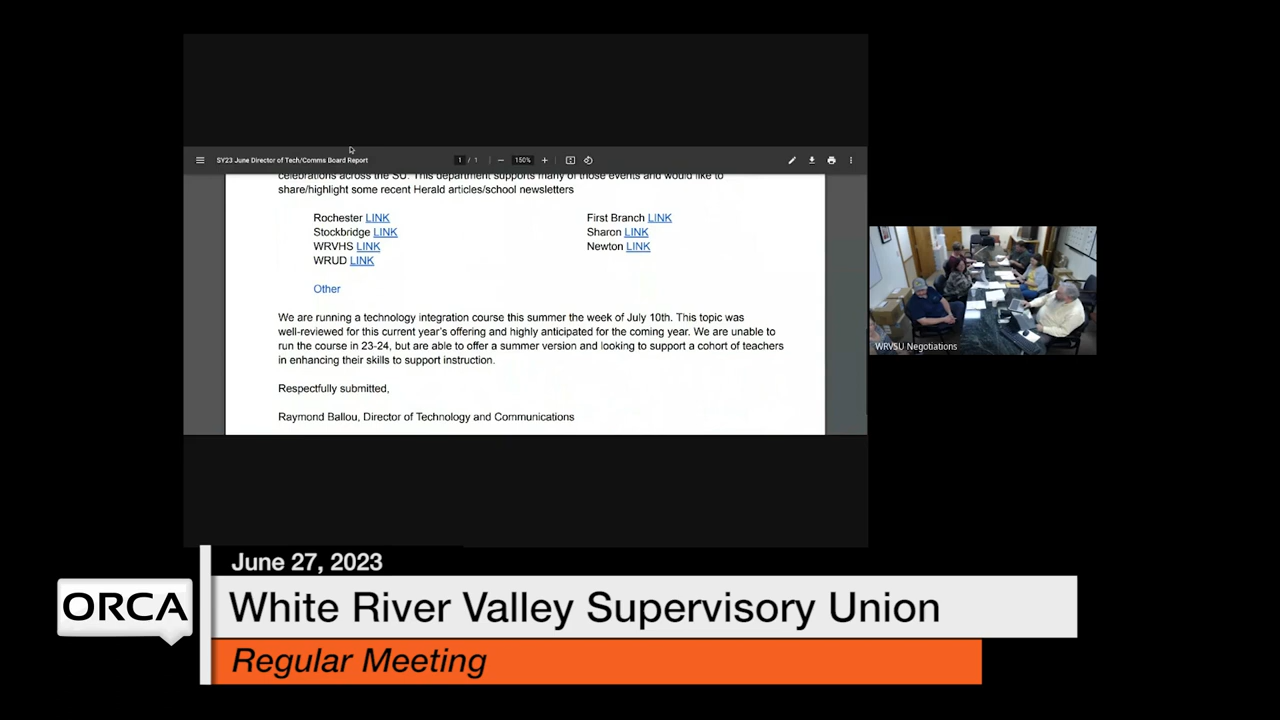 SY23 June Director of Tech/Comms Board Report
1 / 1
150%
celebrations across the SU. This department supports many of those events and would like to
share/highlight some recent Herald articles/school newsletters
Rochester LINK
Stockbridge LINK
WRVHS LINK
WRUD LINK
First Branch LINK
Sharon LINK
Newton LINK
Other
We are running a technology integration course this summer the week of July 10th. This topic was
well-reviewed for this current year's offering and highly anticipated for the coming year. We are unable to
run the course in 23-24, but are able to offer a summer version and looking to support a cohort of teachers
in enhancing their skills to support instruction.
Respectfully submitted,
Raymond Ballou, Director of Technology and Communications
WRVSU Negotiations
June 27, 2023
ORCA
White River Valley Supervisory Union
Regular Meeting